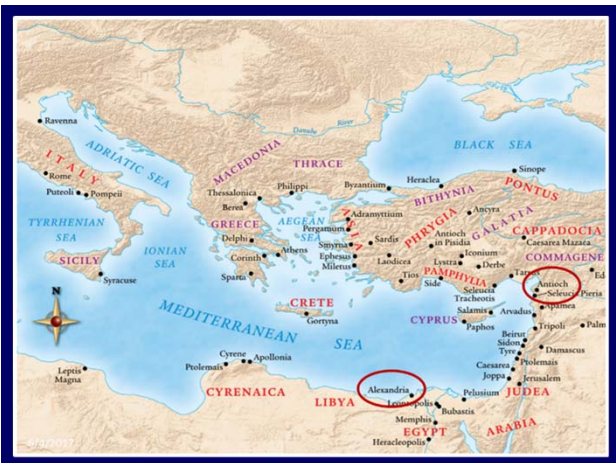 Danube River
Ravenna
ADRIATIC SEA
BLACK SEA
ITALY
Rome
Puteoli
Pompeii
MACEDONIA
THRACE
Byzantium
Heraclea
Sinope
BITHYNIA
PONTUS
Thessalonica
Philippi
Berea
TYRRHENIAN
SEA
IONIAN
SEA
GREECE
AEGEAN
SEA
ASIA
Adramyttium
Pergamum
PHRYGIA
Ancyra
GALATIA
CAPPADOCIA
Caesarea Mazaca
COMMAGENE
SICILY
Syracuse
Delphi
Athens
Corinth
Sparta
Smyrna
Sardis
Ephesus
Miletus
Laodicea
Antioch
in Pisidia
Iconium
Lystra
Derbe
Tios
PAMPHYLIA
Side
Tarsus
Seleucia
Tracheotis
Antioch
Seleucia Pieria
Ed
Apamea
N
CRETE
Gortyna
MEDITERRANEAN SEA
CYPRUS
Salamis
Paphos
Arvadus
Tripoli
Palm
Beirut
Sidon
Tyre
Damascus
Ptolemais
Caesarea
Joppa
Jerusalem
JUDEA
Leptis
Magna
Cyrene
Apollonia
Ptolemais
CYRENAICA
LIBYA
Alexandria
Leontopolis
Pelusium
Bubastis
Memphis
EGYPT
Heracleopolis
ARABIA